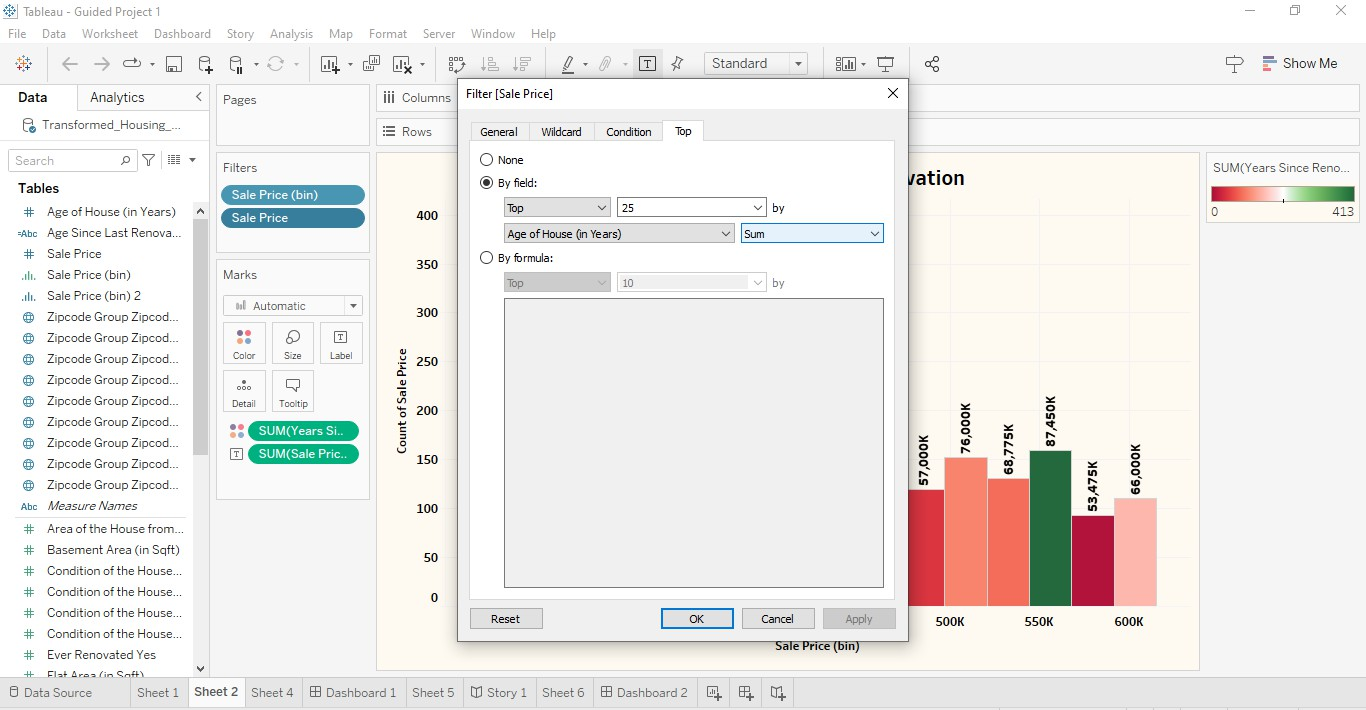 Tableau - Guided Project 1
File Data Worksheet Dashboard Story Analysis Map Format Server Window Help
Standard
Show Me
Data Analytics
Transformed_Housing_...
Search
Tables
Age of House (in Years)
=Abc Age Since Last Renova...
Sale Price
Sale Price (bin)
Sale Price (bin) 2
Zipcode Group Zipcod...
Zipcode Group Zipcod...
Zipcode Group Zipcod...
Zipcode Group Zipcod...
Zipcode Group Zipcod...
Zipcode Group Zipcod...
Zipcode Group Zipcod...
Zipcode Group Zipcod...
Zipcode Group Zipcod...
Abc Measure Names
Area of the House from...
Basement Area (in Sqft)
Condition of the House...
Condition of the House...
Condition of the House...
Condition of the House...
Ever Renovated Yes
Flat Area (in Sqft)
Pages
Filters
Sale Price (bin)
Sale Price
Marks
Automatic
Color Size Label
Detail Tooltip
SUM(Years Si..
SUM(Sale Pric..
Columns
Rows
Filter [Sale Price]
General Wildcard Condition Top
None
By field:
Top 25 by
Age of House (in Years) Sum
By formula:
Top 10 by
Reset OK Cancel Apply
vation
Count of Sale Price
400
350
300
250
200
150
100
50
0
57,000K
76,000K
68,775K
87,450K
53,475K
66,000K
500K 550K 600K
Sale Price (bin)
SUM(Years Since Reno...
0 413
Data Source Sheet 1 Sheet 2 Sheet 4 Dashboard 1 Sheet 5 Story 1 Sheet 6 Dashboard 2